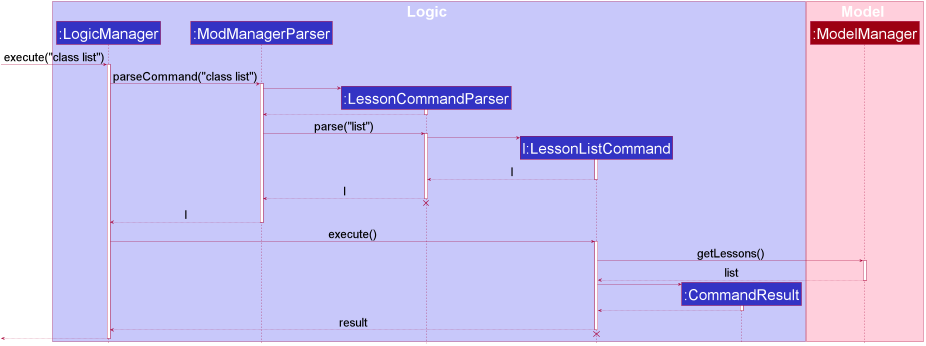 Logic
Model
:LogicManager
:ModManagerParser
:ModelManager
execute("class list")
parseCommand("class list")
:LessonCommandParser
parse("list")
l:LessonListCommand
l
l
l
execute()
getLessons()
list
:CommandResult
result